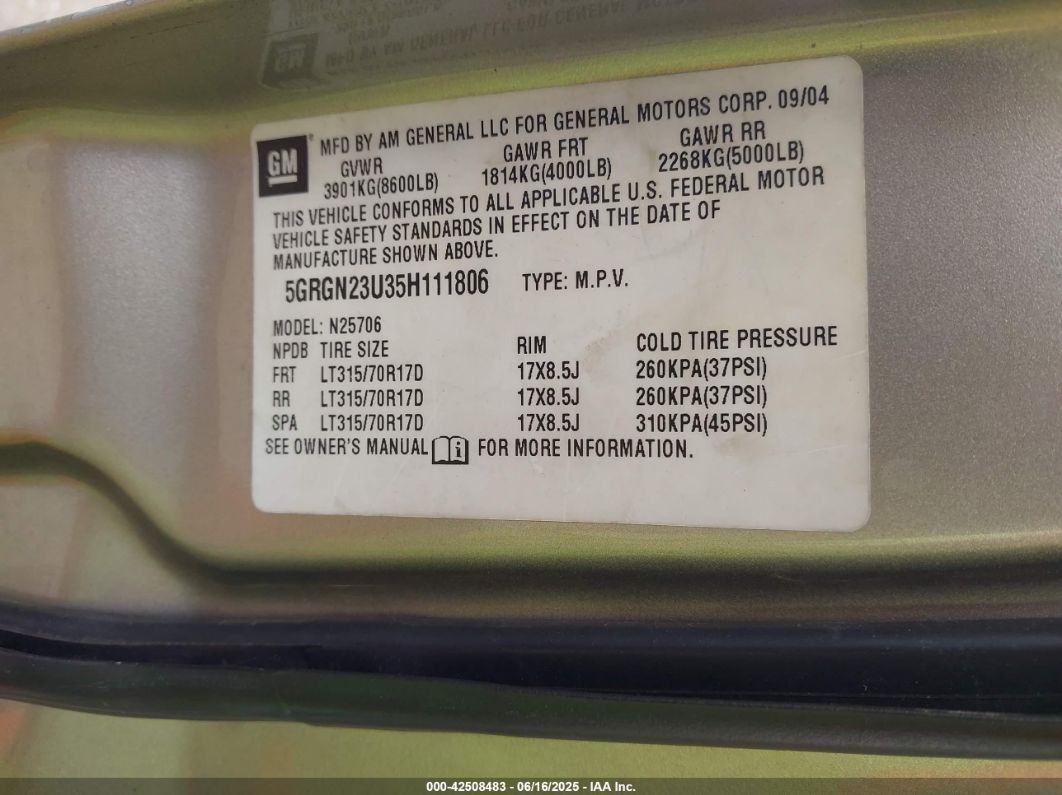 MFD BY AM GENERAL LLC FOR GENERAL MOTORS CORP. 09/04
GM ®
GVWR GAWR FRT GAWR RR
3901KG(8600LB) 1814KG(4000LB) 2268KG(5000LB)
THIS VEHICLE CONFORMS TO ALL APPLICABLE U.S. FEDERAL MOTOR
VEHICLE SAFETY STANDARDS IN EFFECT ON THE DATE OF
MANUFACTURE SHOWN ABOVE.
5GRGN23U35H111806 TYPE: M.P.V.
MODEL: N25706
NPDB TIRE SIZE RIM COLD TIRE PRESSURE
FRT LT315/70R17D 17X8.5J 260KPA(37PSI)
RR LT315/70R17D 17X8.5J 260KPA(37PSI)
SPA LT315/70R17D 17X8.5J 310KPA(45PSI)
SEE OWNER'S MANUAL i FOR MORE INFORMATION.
000-42508483 - 06/16/2025 - IAA Inc.